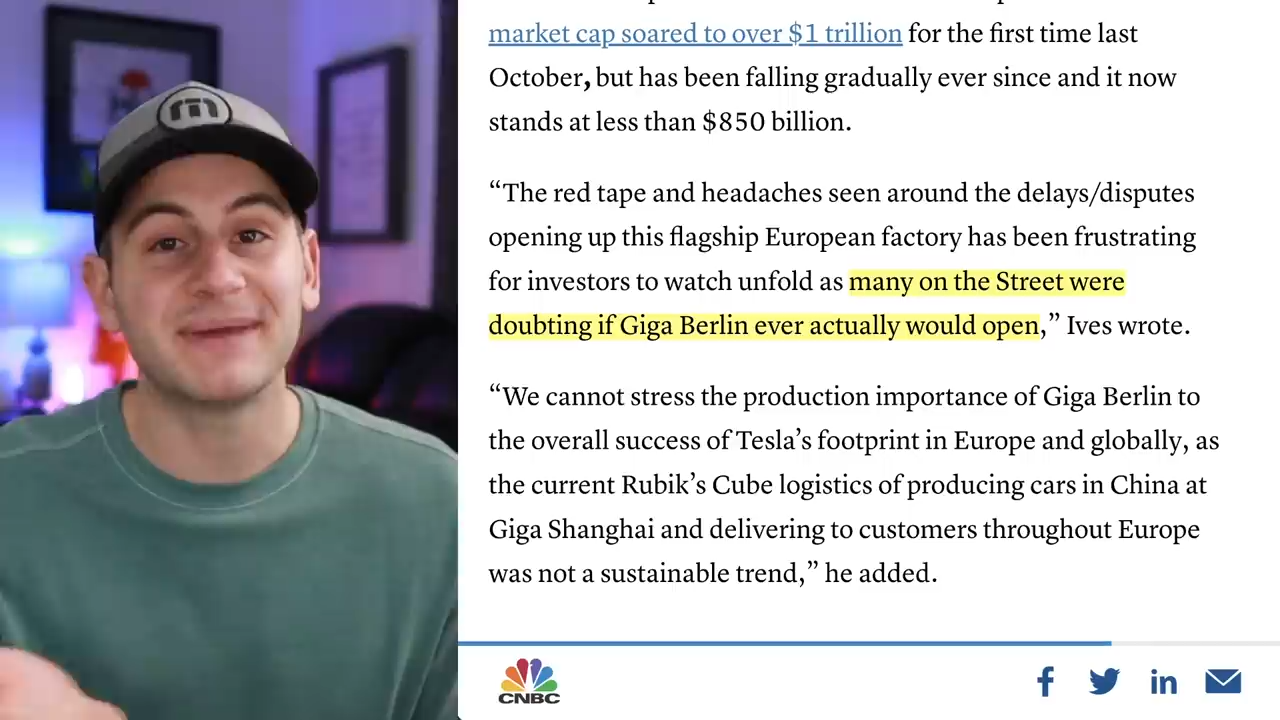 market cap soared to over $1 trillion for the first time last
October, but has been falling gradually ever since and it now
stands at less than $850 billion.
“The red tape and headaches seen around the delays/disputes
opening up this flagship European factory has been frustrating
for investors to watch unfold as many on the Street were
doubting if Giga Berlin ever actually would open,” Ives wrote.
“We cannot stress the production importance of Giga Berlin to
the overall success of Tesla’s footprint in Europe and globally, as
the current Rubik’s Cube logistics of producing cars in China at
Giga Shanghai and delivering to customers throughout Europe
was not a sustainable trend,” he added.
CNBC